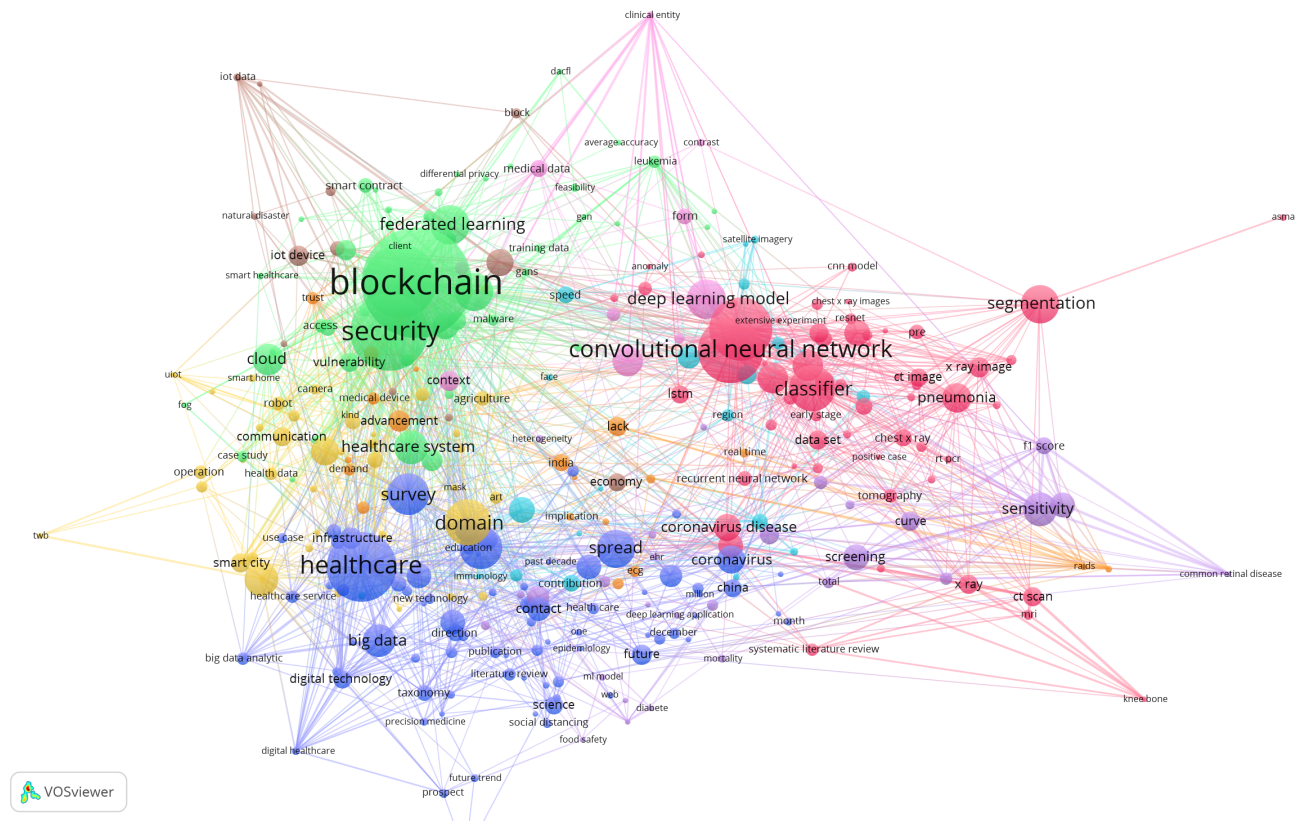 clinical entity
iot data
dacfl
block
average accuracy
contrast
leukemia
medical data
differential privacy
smart contract
feasibility
natural disaster
federated learning
gan
form
asma
client
satellite imagery
training data
iot device
gans
anomaly
cnn model
smart healthcare
blockchain
trust
speed
deep learning model
chest x ray images
segmentation
extensive experiment
resnet
access
malware
security
pre
convolutional neural network
cloud
vulnerability
uiot
smart home
face
context
x ray image
ct image
camera
classifier
lstm
pneumonia
medical device
agriculture
fog
robot
kind
advancement
region
early stage
lack
communication
heterogeneity
data set
chest x ray
healthcare system
f1 score
case study
real time
positive case
rt pcr
india
operation
health data
demand
economy
recurrent neural network
mask
survey
art
tomography
sensitivity
implication
domain
coronavirus disease
curve
twb
use case
infrastructure
education
spread
smart city
healthcare
past decade
ehr
coronavirus
screening
raids
ecg
immunology
contribution
common retinal disease
total
x ray
healthcare service
new technology
million
china
ct scan
contact
health care
deep learning application
mri
month
big data
direction
one
december
epidemiology
systematic literature review
big data analytic
publication
future
mortality
literature review
digital technology
ml model
taxonomy
web
knee bone
science
diabete
precision medicine
social distancing
food safety
digital healthcare
future trend
prospect
VOSviewer